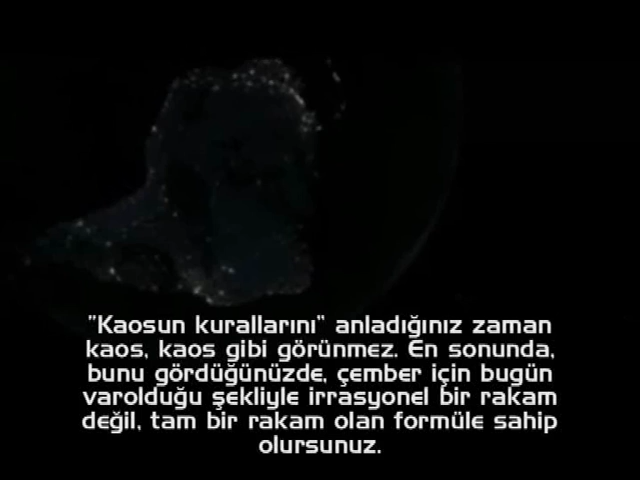 "Kaosun kurallarını" anladığınız zaman
kaos, kaos gibi görünmez. En sonunda,
bunu gördüğünüzde, çember için bugün
varolduğu şekliyle irrasyonel bir rakam
değil, tam bir rakam olan formüle sahip
olursunuz.